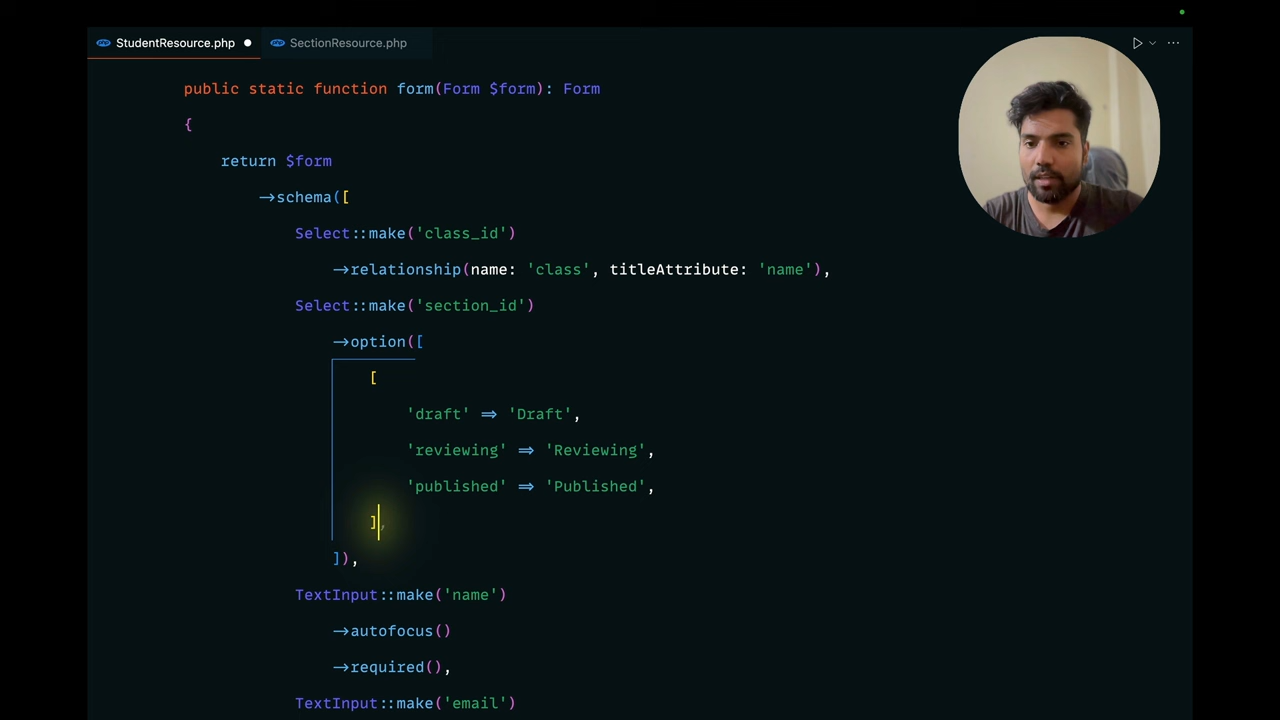 php StudentResource.php
php SectionResource.php
public static function form(Form $form): Form
{
return $form
->schema([
Select::make('class_id')
->relationship(name: 'class', titleAttribute: 'name'),
Select::make('section_id')
->option([
[
'draft' => 'Draft',
'reviewing' => 'Reviewing',
'published' => 'Published',
],
]),
TextInput::make('name')
->autofocus()
->required(),
TextInput::make('email')